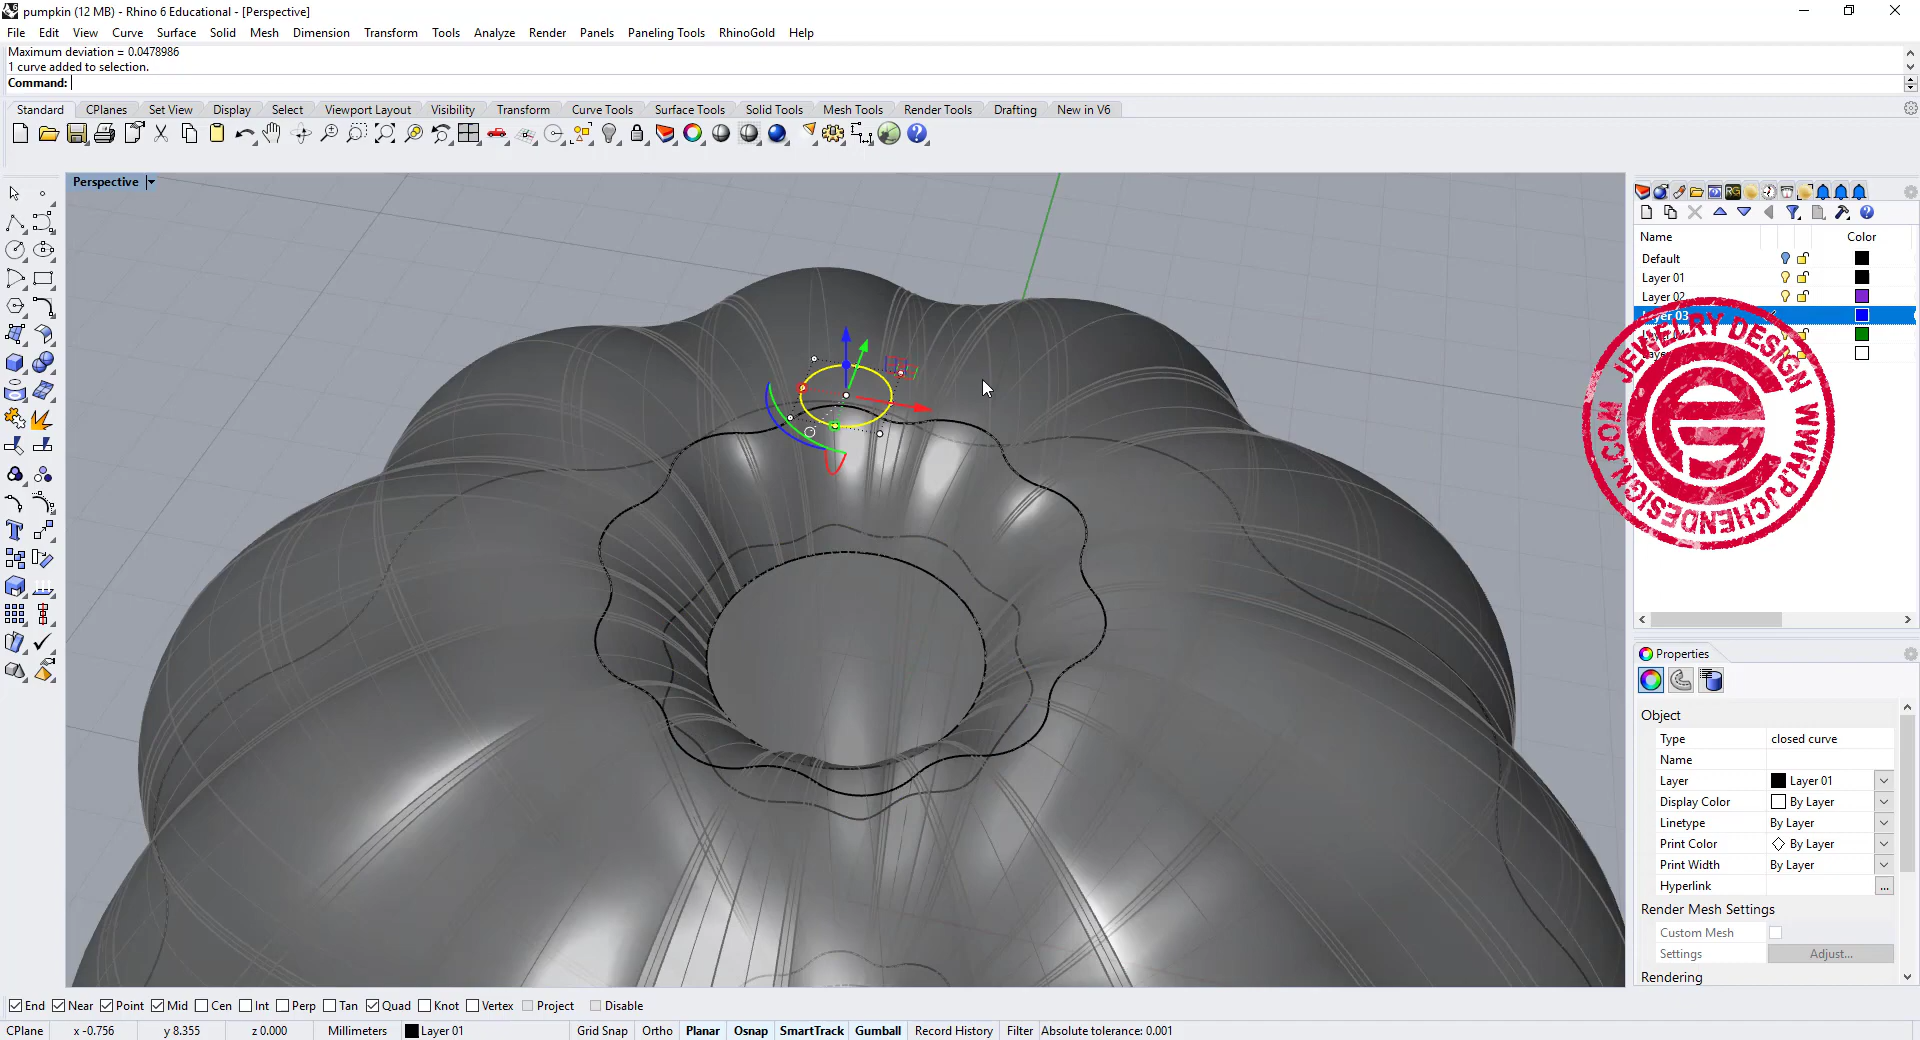 pumpkin (12 MB) - Rhino 6 Educational - [Perspective]
File Edit View Curve Surface Solid Mesh Dimension Transform Tools Analyze Render Panels Paneling Tools RhinoGold Help
Maximum deviation = 0.0478986
1 curve added to selection.
Command:
Standard CPlanes Set View Display Select Viewport Layout Visibility Transform Curve Tools Surface Tools Solid Tools Mesh Tools Render Tools Drafting New in V6
Perspective
Name Color
Default
Layer 01
Layer 02
Layer 03
JEWELRY DESIGN WWW.PJCHENDESIGN.COM
Properties
Object
Type closed curve
Name
Layer Layer 01
Display Color By Layer
Linetype By Layer
Print Color By Layer
Print Width By Layer
Hyperlink ...
Render Mesh Settings
Custom Mesh
Settings Adjust...
Rendering
End Near Point Mid Cen Int Perp Tan Quad Knot Vertex Project Disable
CPlane x -0.756 y 8.355 z 0.000 Millimeters Layer 01 Grid Snap Ortho Planar Osnap SmartTrack Gumball Record History Filter Absolute tolerance: 0.001